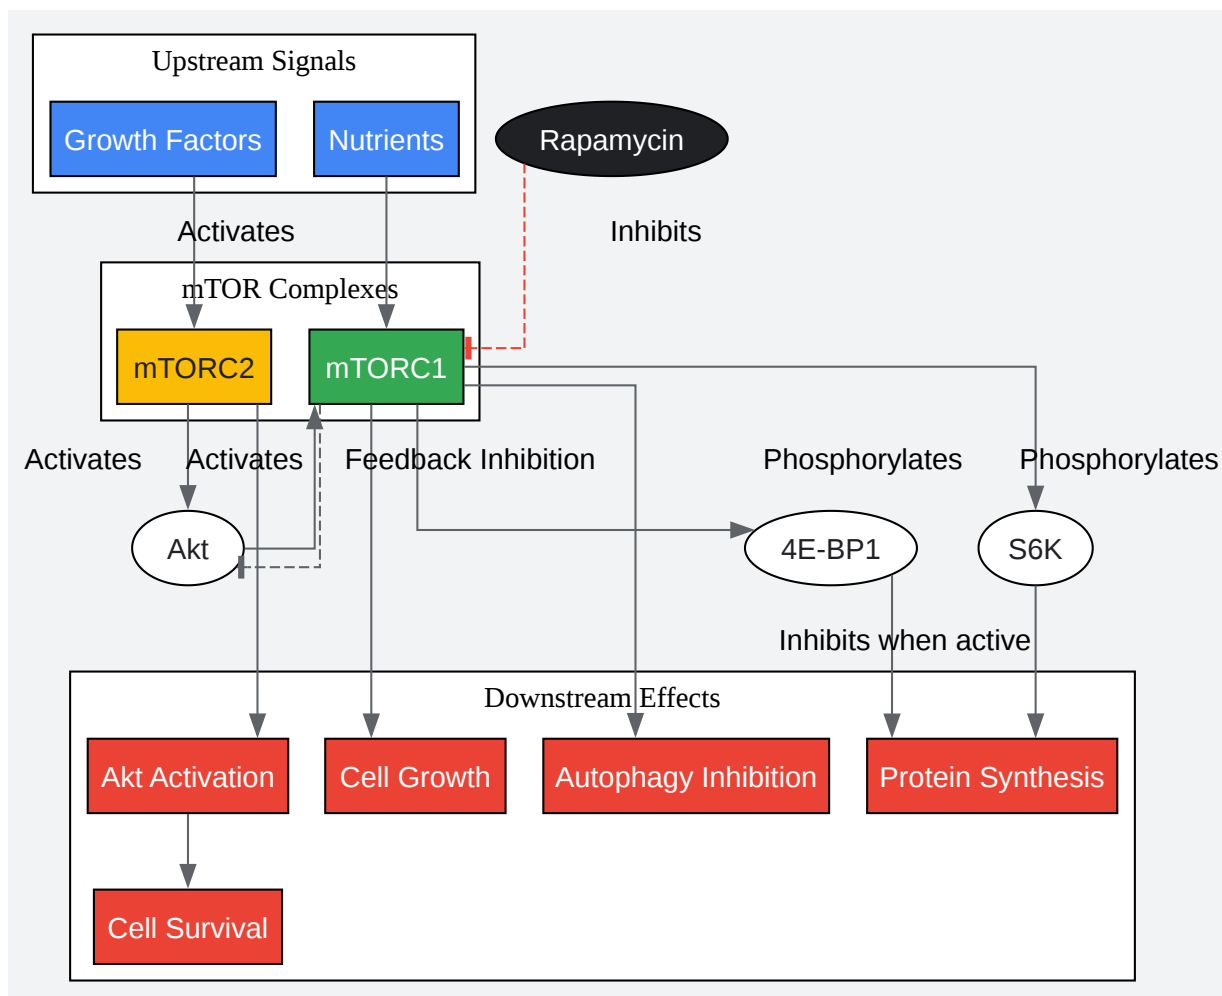 Upstream Signals
Growth Factors
Nutrients
Rapamycin
Activates
Inhibits
mTOR Complexes
mTORC2
mTORC1
Activates
Activates
Feedback Inhibition
Phosphorylates
Phosphorylates
Akt
4E-BP1
S6K
Inhibits when active
Downstream Effects
Akt Activation
Cell Growth
Autophagy Inhibition
Protein Synthesis
Cell Survival